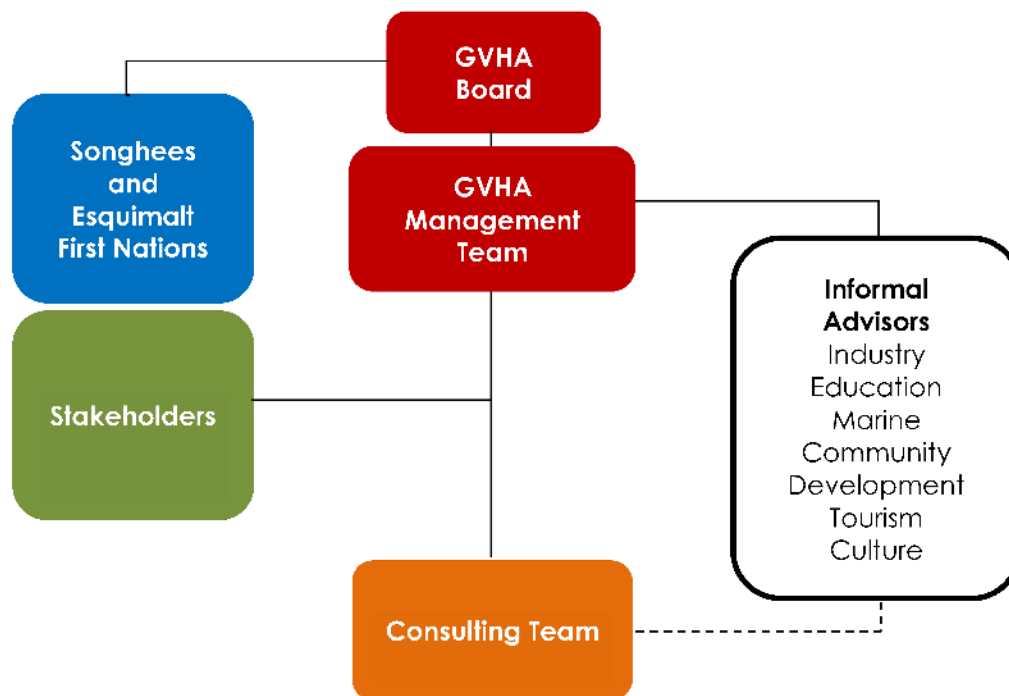 GVHA
Board
Songhees
and
Esquimalt
First Nations
GVHA
Management
Team
Informal
Advisors
Industry
Education
Marine
Community
Development
Tourism
Culture
Stakeholders
Consulting Team